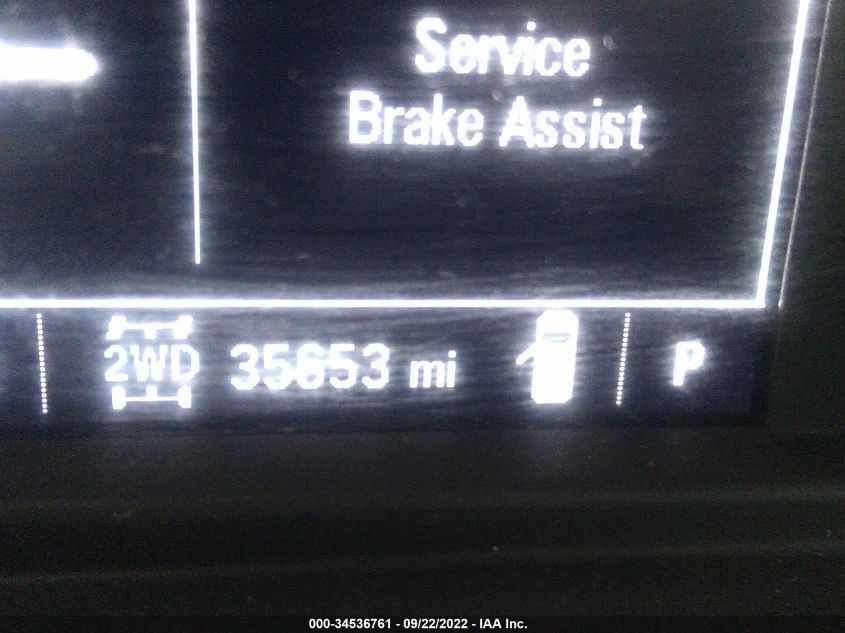 Service
Brake Assist
2WD 35653 mi P
000-34536761 - 09/22/2022 - IAA Inc.